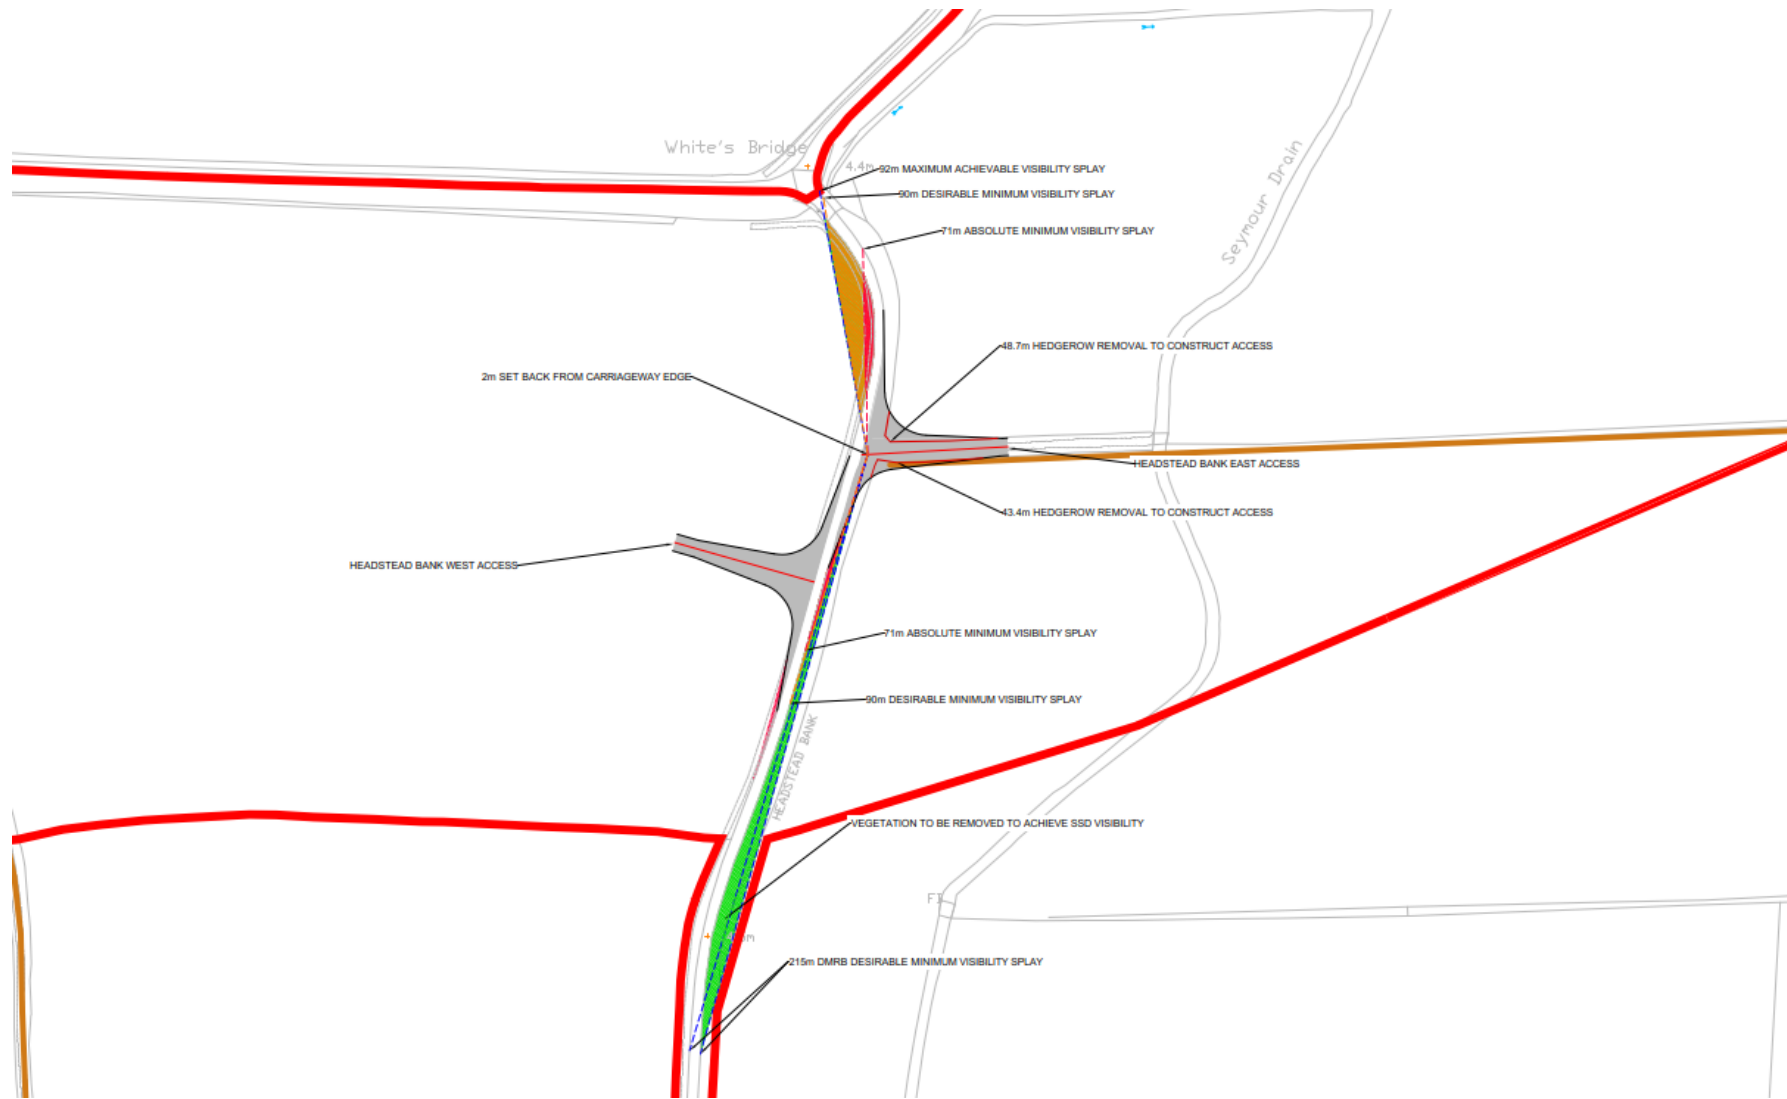 White's Bridge
4.4m
92m MAXIMUM ACHIEVABLE VISIBILITY SPLAY
90m DESIRABLE MINIMUM VISIBILITY SPLAY
71m ABSOLUTE MINIMUM VISIBILITY SPLAY
Seymour Drain
48.7m HEDGEROW REMOVAL TO CONSTRUCT ACCESS
2m SET BACK FROM CARRIAGEWAY EDGE
HEADSTEAD BANK EAST ACCESS
43.4m HEDGEROW REMOVAL TO CONSTRUCT ACCESS
HEADSTEAD BANK WEST ACCESS
71m ABSOLUTE MINIMUM VISIBILITY SPLAY
90m DESIRABLE MINIMUM VISIBILITY SPLAY
HEADSTEAD BANK
VEGETATION TO BE REMOVED TO ACHIEVE SSD VISIBILITY
215m DMRB DESIRABLE MINIMUM VISIBILITY SPLAY